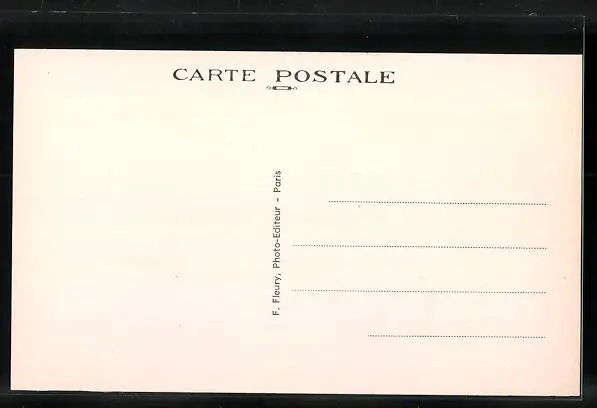 CARTE POSTALE
F. Fleury, Photo-Editeur - Paris